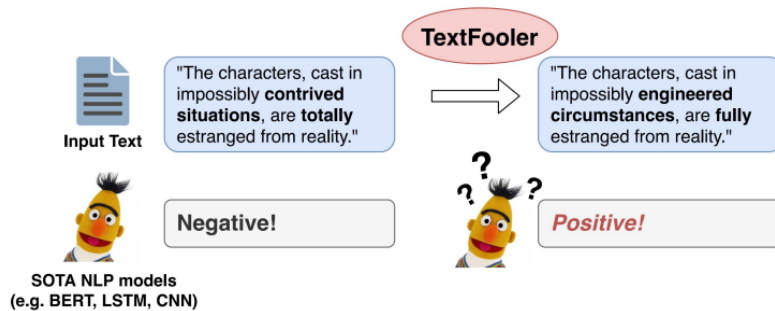 TextFooler
"The characters, cast in
impossibly contrived
situations, are totally
estranged from reality."
"The characters, cast in
impossibly engineered
circumstances, are fully
estranged from reality."
Input Text
Negative!
? ? ?
Positive!
SOTA NLP models
(e.g. BERT, LSTM, CNN)